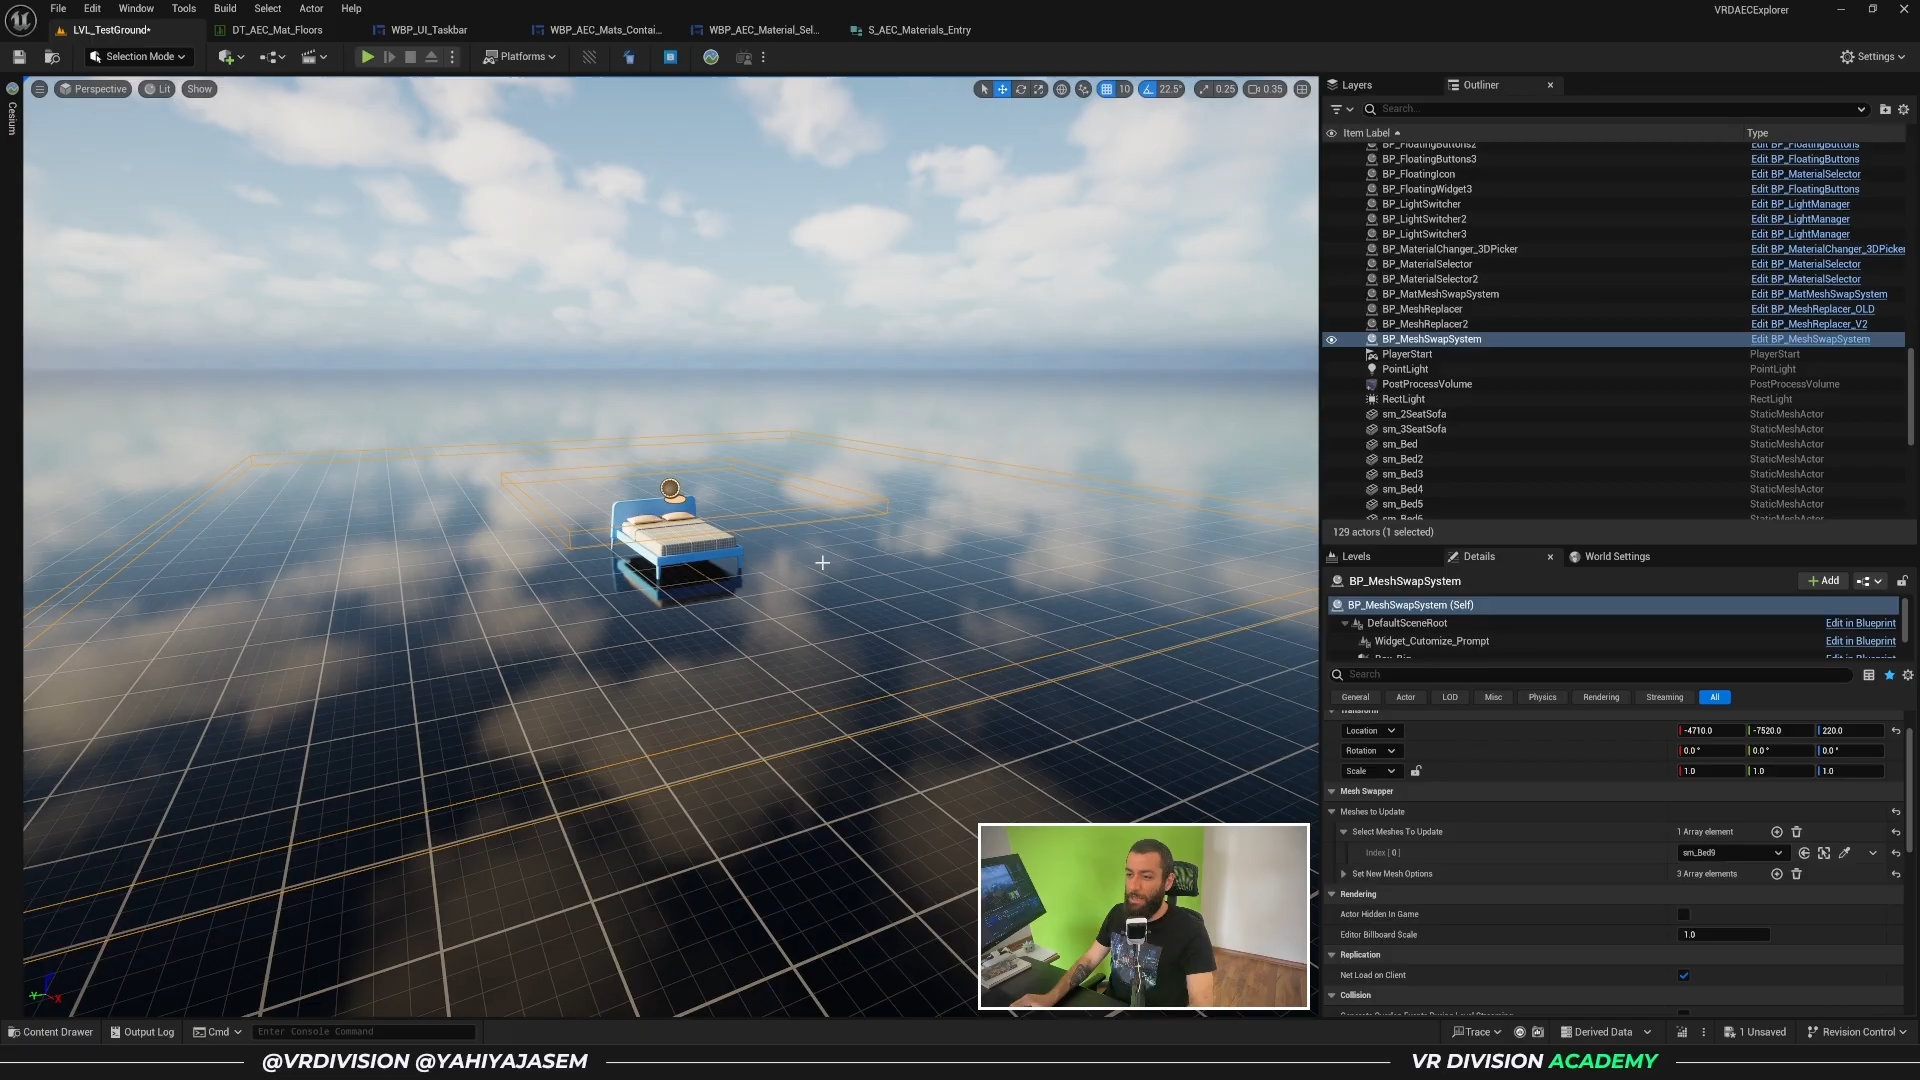 File Edit Window Tools Build Select Actor Help
VRDAECExplorer
LVL_TestGround*
DT_AEC_Mat_Floors
WBP_UI_Taskbar
WBP_AEC_Mats_Contai...
WBP_AEC_Material_Sel...
S_AEC_Materials_Entry
Selection Mode
Platforms
Settings
Cesium
Perspective
Lit
Show
10
22.5°
0.25
0.35
Layers
Outliner
Search...
Item Label
Type
BP_FloatingButtons2 Edit BP_FloatingButtons
BP_FloatingButtons3 Edit BP_FloatingButtons
BP_FloatingIcon Edit BP_MaterialSelector
BP_FloatingWidget3 Edit BP_FloatingButtons
BP_LightSwitcher Edit BP_LightManager
BP_LightSwitcher2 Edit BP_LightManager
BP_LightSwitcher3 Edit BP_LightManager
BP_MaterialChanger_3DPicker Edit BP_MaterialChanger_3DPicker
BP_MaterialSelector Edit BP_MaterialSelector
BP_MaterialSelector2 Edit BP_MaterialSelector
BP_MatMeshSwapSystem Edit BP_MatMeshSwapSystem
BP_MeshReplacer Edit BP_MeshReplacer_OLD
BP_MeshReplacer2 Edit BP_MeshReplacer_V2
BP_MeshSwapSystem Edit BP_MeshSwapSystem
PlayerStart PlayerStart
PointLight PointLight
PostProcessVolume PostProcessVolume
RectLight RectLight
sm_2SeatSofa StaticMeshActor
sm_3SeatSofa StaticMeshActor
sm_Bed StaticMeshActor
sm_Bed2 StaticMeshActor
sm_Bed3 StaticMeshActor
sm_Bed4 StaticMeshActor
sm_Bed5 StaticMeshActor
129 actors (1 selected)
Levels
Details
World Settings
BP_MeshSwapSystem
Add
BP_MeshSwapSystem (Self)
DefaultSceneRoot Edit in Blueprint
Widget_Cutomize_Prompt Edit in Blueprint
Search
General Actor LOD Misc Physics Rendering Streaming All
Transform
Location -4710.0 -7520.0 220.0
Rotation 0.0° 0.0° 0.0°
Scale 1.0 1.0 1.0
Mesh Swapper
Meshes to Update
Select Meshes To Update 1 Array element
Index [ 0 ] sm_Bed9
Set New Mesh Options 3 Array elements
Rendering
Actor Hidden In Game
Editor Billboard Scale 1.0
Replication
Net Load on Client
Collision
Content Drawer
Output Log
Cmd
Enter Console Command
Trace
Derived Data
1 Unsaved
Revision Control
@VRDIVISION @YAHIYAJASEM
VR DIVISION ACADEMY